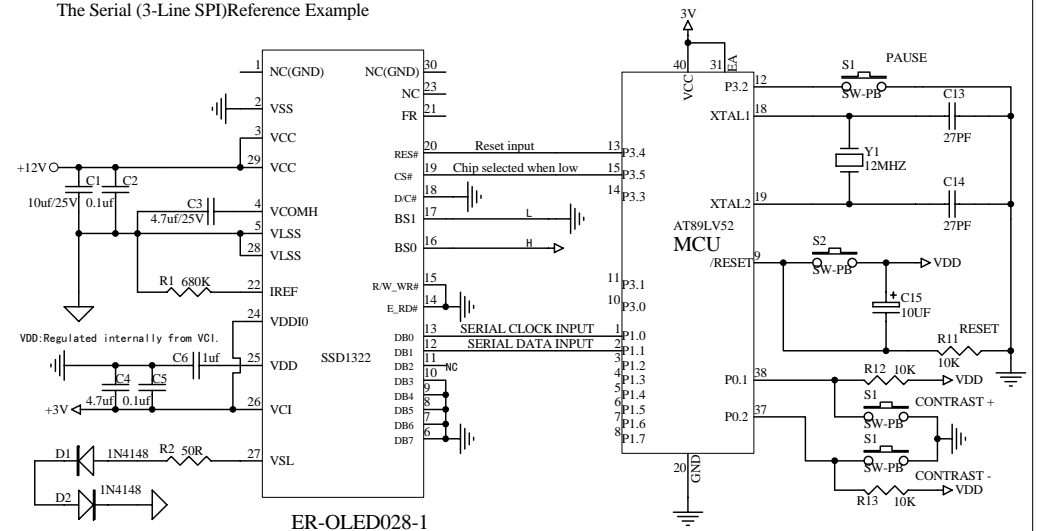 The Serial (3-Line SPI)Reference Example
1 NC(GND) NC(GND) 30
NC 23
2 VSS FR 21
3 VCC
RES# 20 Reset input 13 P3.4
+12V 29 VCC
CS# 19 Chip selected when low 15 P3.5
C1 C2
10uf/25V 0.1uf
D/C# 18 14 P3.3
C3 4 VCOMH
4.7uf/25V
BS1 17 L
5 VLSS
28 VLSS
BS0 16 H
R1 680K 22 IREF
R/W_WR# 15
E_RD# 14
24 VDDI0
VDD:Regulated internally from VCI.
DB0 13 SERIAL CLOCK INPUT 1 P1.0
DB1 12 SERIAL DATA INPUT 2 P1.1
C6 1uf 25 VDD
SSD1322
DB2 11 NC
DB3 10
DB4 9
DB5 8
DB6 7
DB7 6
C4 C5
4.7uf 0.1uf
+3V 26 VCI
D1 1N4148 R2 50R 27 VSL
D2 1N4148
ER-OLED028-1
3V
40 VCC
31 EA
AT89LV52
MCU
11 P3.1
10 P3.0
3 P1.2
4 P1.3
5 P1.4
6 P1.5
7 P1.6
8 P1.7
20 GND
P3.2 12 S1 PAUSE
SW-PB
XTAL1 18 C13
27PF
Y1
12MHZ
XTAL2 19 C14
27PF
/RESET 9 S2
SW-PB VDD
+ C15
10UF
RESET
R11
10K
P0.1 38 R12 10K VDD
S1 CONTRAST +
SW-PB
P0.2 37
S1
SW-PB CONTRAST -
R13 10K VDD